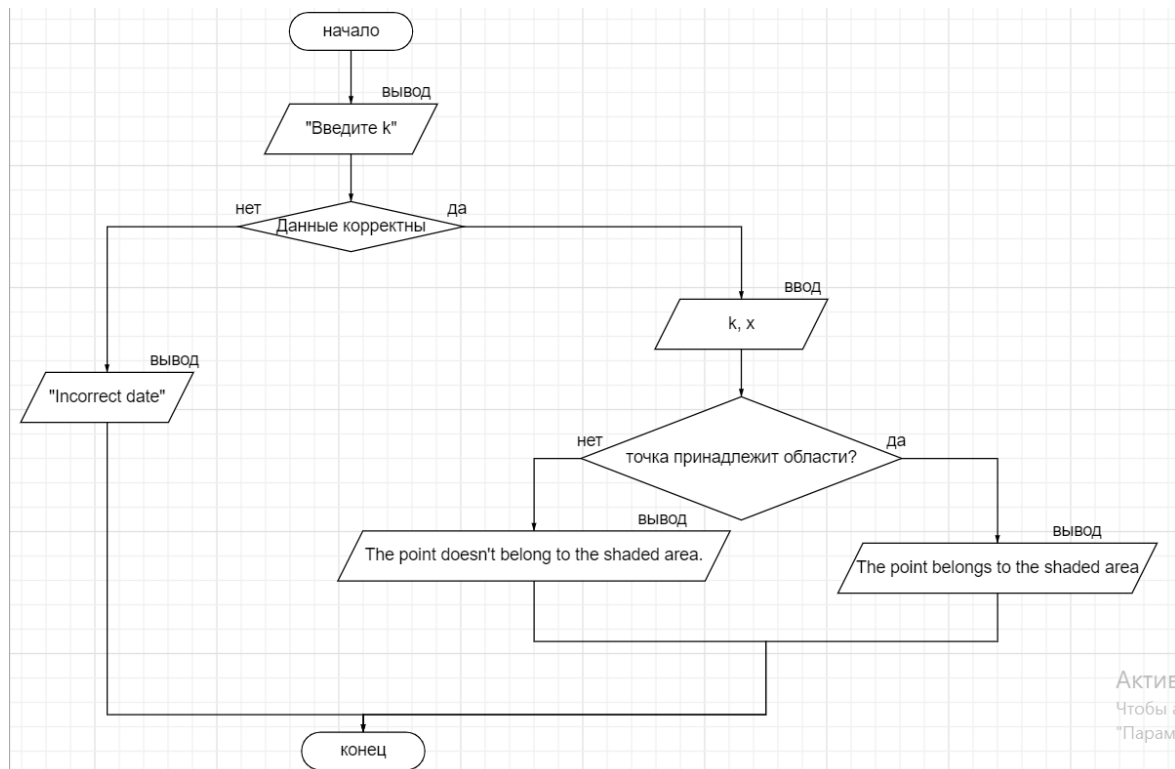 начало
вывод
"Введите k"
нет
да
Данные корректны
ввод
k, x
вывод
"Incorrect date"
нет
да
точка принадлежит области?
вывод
The point doesn't belong to the shaded area.
вывод
The point belongs to the shaded area
конец
Актив
Чтобы а
"Парам